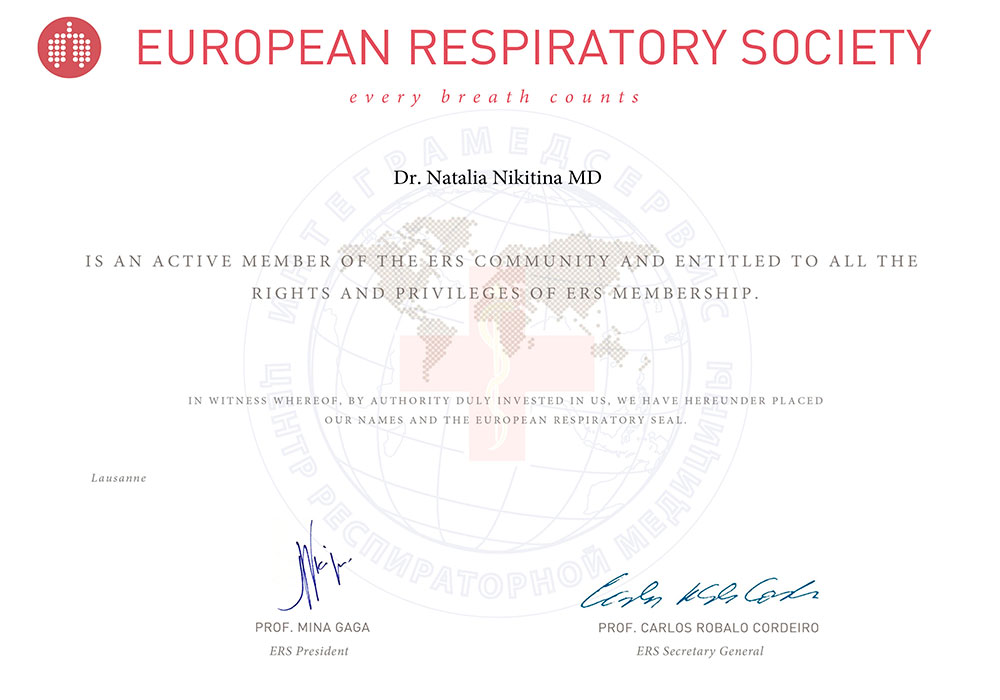 EUROPEAN RESPIRATORY SOCIETY
every breath counts
ИНТЕГРАМЕДСЕРВИС
Dr. Natalia Nikitina MD
IS AN ACTIVE MEMBER OF THE ERS COMMUNITY AND ENTITLED TO ALL THE
RIGHTS AND PRIVILEGES OF ERS MEMBERSHIP.
IN WITNESS WHEREOF, BY AUTHORITY DULY INVESTED IN US, WE HAVE HEREUNDER PLACED
OUR NAMES AND THE EUROPEAN RESPIRATORY SEAL.
ЦЕНТР РЕСПИРАТОРНОЙ МЕДИЦИНЫ
Lausanne
PROF. MINA GAGA
ERS President
PROF. CARLOS ROBALO CORDEIRO
ERS Secretary General